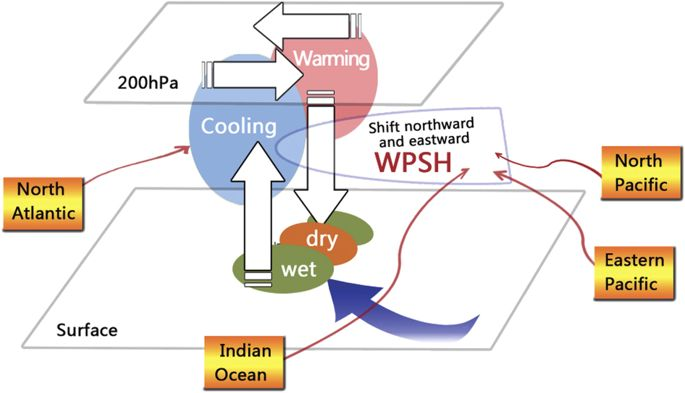 Warming
200hPa
Cooling
Shift northward
and eastward
WPSH
North
Atlantic
North
Pacific
dry
wet
Eastern
Pacific
Surface
Indian
Ocean